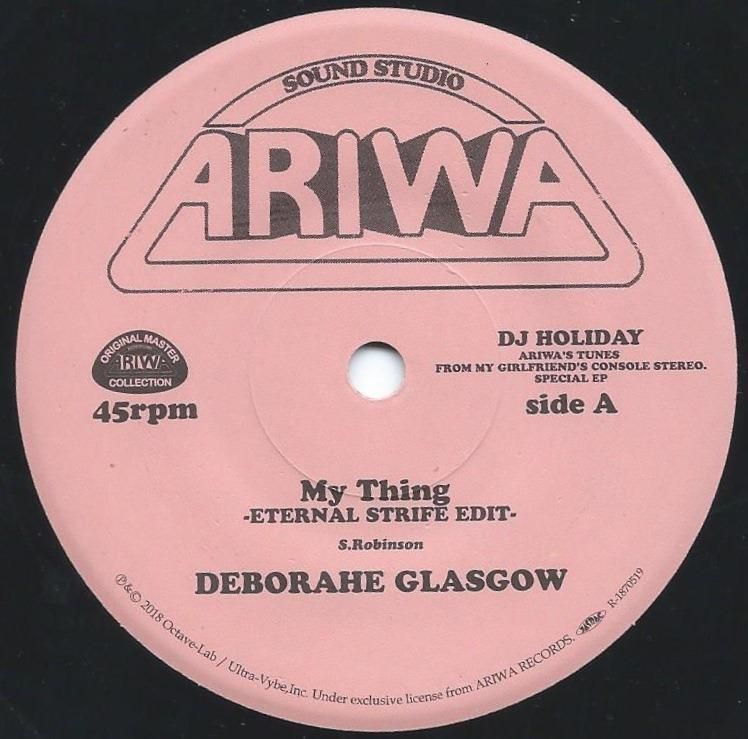 SOUND STUDIO
ARIWA
ORIGINAL MASTER
ARIWA
COLLECTION
45rpm
DJ HOLIDAY
ARIWA'S TUNES
FROM MY GIRLFRIEND'S CONSOLE STEREO.
SPECIAL EP
side A
My Thing
-ETERNAL STRIFE EDIT-
S.Robinson
DEBORAHE GLASGOW
℗&© 2018 Octave-Lab / Ultra-Vybe,Inc. Under exclusive license from ARIWA RECORDS. JASRAC R-1870519